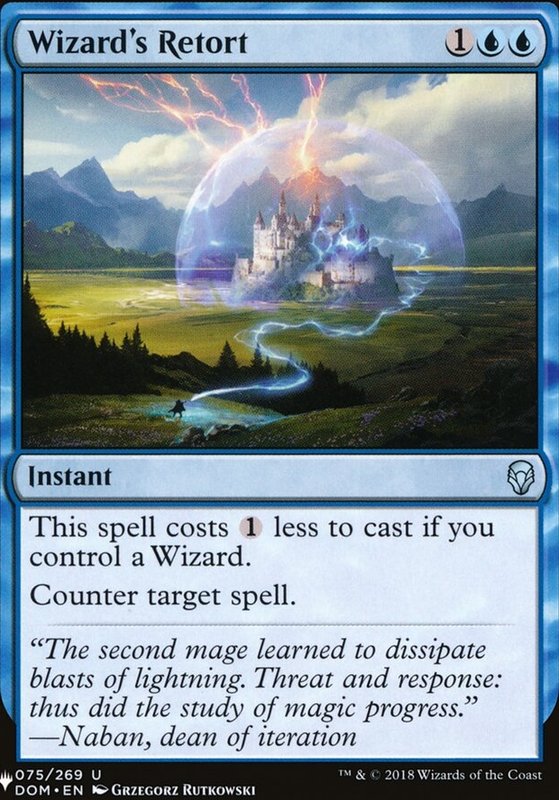 Wizard's Retort 1
Instant
This spell costs 1 less to cast if you
control a Wizard.
Counter target spell.
“The second mage learned to dissipate
blasts of lightning. Threat and response:
thus did the study of magic progress.”
—Naban, dean of iteration
075/269 U
DOM • EN Grzegorz Rutkowski
™ & © 2018 Wizards of the Coast